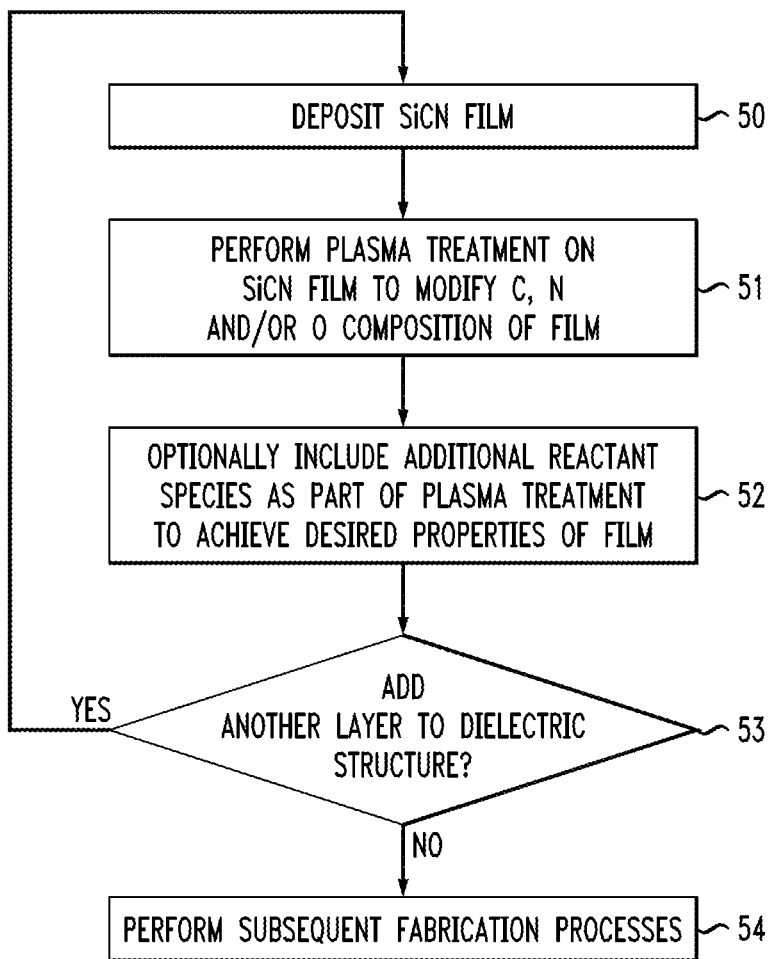 DEPOSIT SiCN FILM
50
PERFORM PLASMA TREATMENT ON
SiCN FILM TO MODIFY C, N
AND/OR O COMPOSITION OF FILM
51
OPTIONALLY INCLUDE ADDITIONAL REACTANT
SPECIES AS PART OF PLASMA TREATMENT
TO ACHIEVE DESIRED PROPERTIES OF FILM
52
ADD
ANOTHER LAYER TO DIELECTRIC
STRUCTURE?
53
YES
NO
PERFORM SUBSEQUENT FABRICATION PROCESSES
54